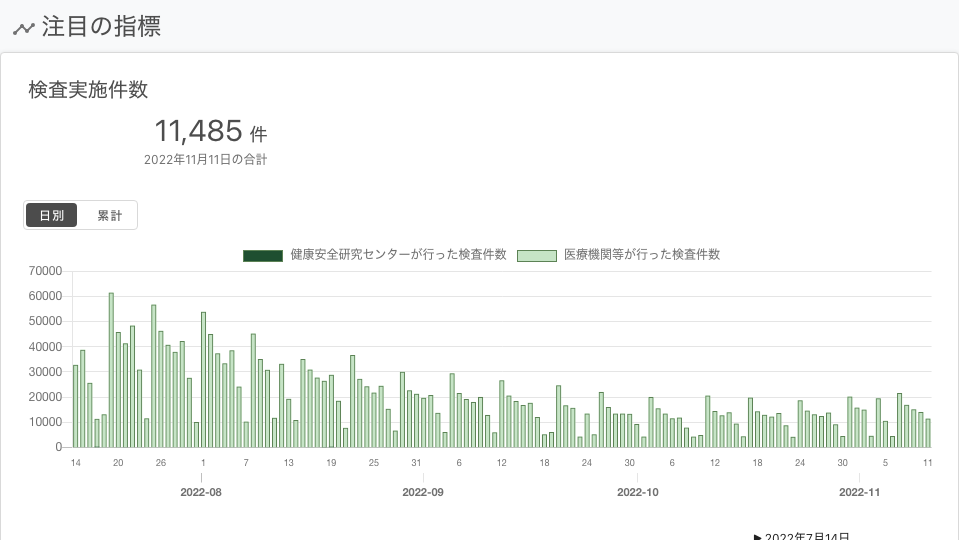 注目の指標
検査実施件数
11,485 件
2022年11月11日の合計
日別 累計
健康安全研究センターが行った検査件数 医療機関等が行った検査件数
70000
60000
50000
40000
30000
20000
10000
0
14 20 26 1 7 13 19 25 31 6 12 18 24 30 6 12 18 24 30 5 11
2022-08 2022-09 2022-10 2022-11
▶ 2022年7月14日